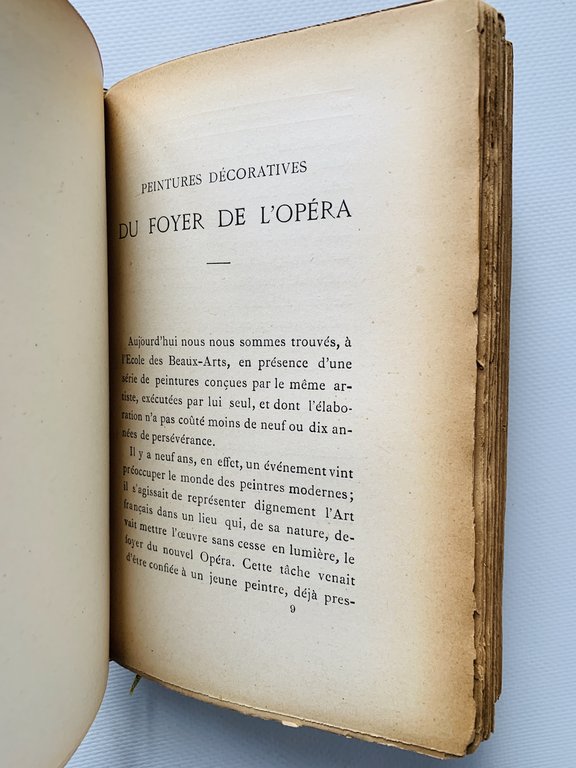 PEINTURES DÉCORATIVES
DU FOYER DE L'OPÉRA
Aujourd'hui nous nous sommes trouvés, à
l'Ecole des Beaux-Arts, en présence d'une
série de peintures conçues par le même ar-
tiste, exécutées par lui seul, et dont l'élabo-
ration n'a pas coûté moins de neuf ou dix an-
nées de persévérance.
Il y a neuf ans, en effet, un événement vint
préoccuper le monde des peintres modernes;
il s'agissait de représenter dignement l'Art
français dans un lieu qui, de sa nature, de-
vait mettre l'œuvre sans cesse en lumière, le
foyer du nouvel Opéra. Cette tâche venait
d'être confiée à un jeune peintre, déjà pres-
9